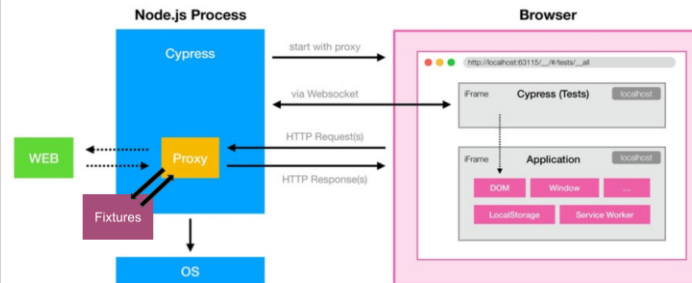 Node.js Process
Browser
Cypress
start with proxy
http://localhost:63115/__/#/tests/__all
iFrame
Cypress (Tests)
localhost
via Websocket
HTTP Request(s)
WEB
Proxy
HTTP Response(s)
iFrame
Application
localhost
DOM
Window
...
LocalStorage
Service Worker
Fixtures
OS